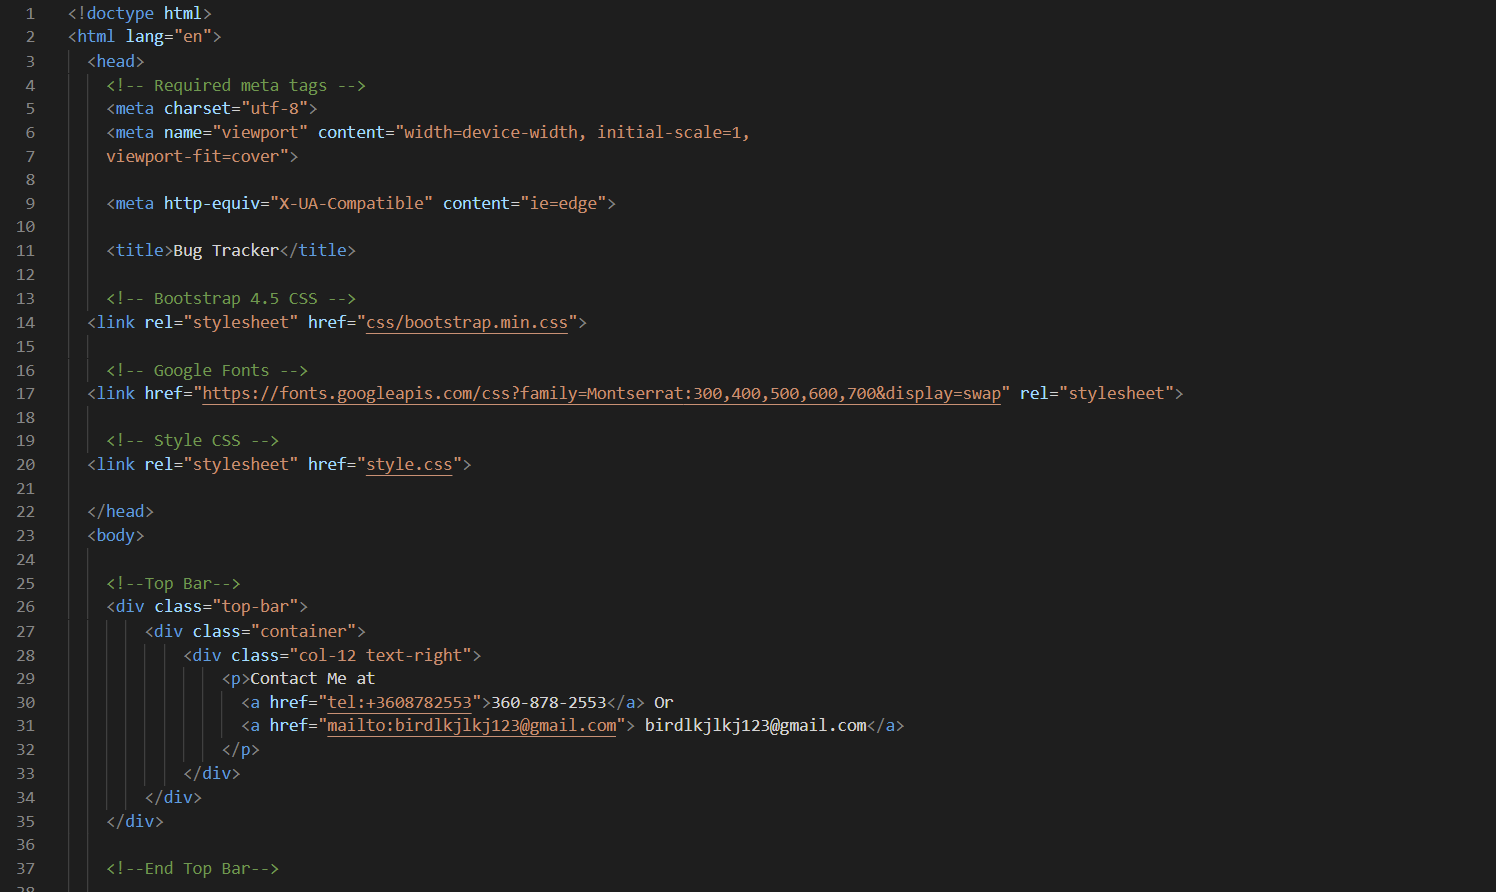 1 <!doctype html>
2 <html lang="en">
3 <head>
4 <!-- Required meta tags -->
5 <meta charset="utf-8">
6 <meta name="viewport" content="width=device-width, initial-scale=1,
7 viewport-fit=cover">
8
9 <meta http-equiv="X-UA-Compatible" content="ie=edge">
10
11 <title>Bug Tracker</title>
12
13 <!-- Bootstrap 4.5 CSS -->
14 <link rel="stylesheet" href="css/bootstrap.min.css">
15
16 <!-- Google Fonts -->
17 <link href="https://fonts.googleapis.com/css?family=Montserrat:300,400,500,600,700&display=swap" rel="stylesheet">
18
19 <!-- Style CSS -->
20 <link rel="stylesheet" href="style.css">
21
22 </head>
23 <body>
24
25 <!--Top Bar-->
26 <div class="top-bar">
27 <div class="container">
28 <div class="col-12 text-right">
29 <p>Contact Me at
30 <a href="tel:+3608782553">360-878-2553</a> Or
31 <a href="mailto:birdlkjlkj123@gmail.com"> birdlkjlkj123@gmail.com</a>
32 </p>
33 </div>
34 </div>
35 </div>
36
37 <!--End Top Bar-->